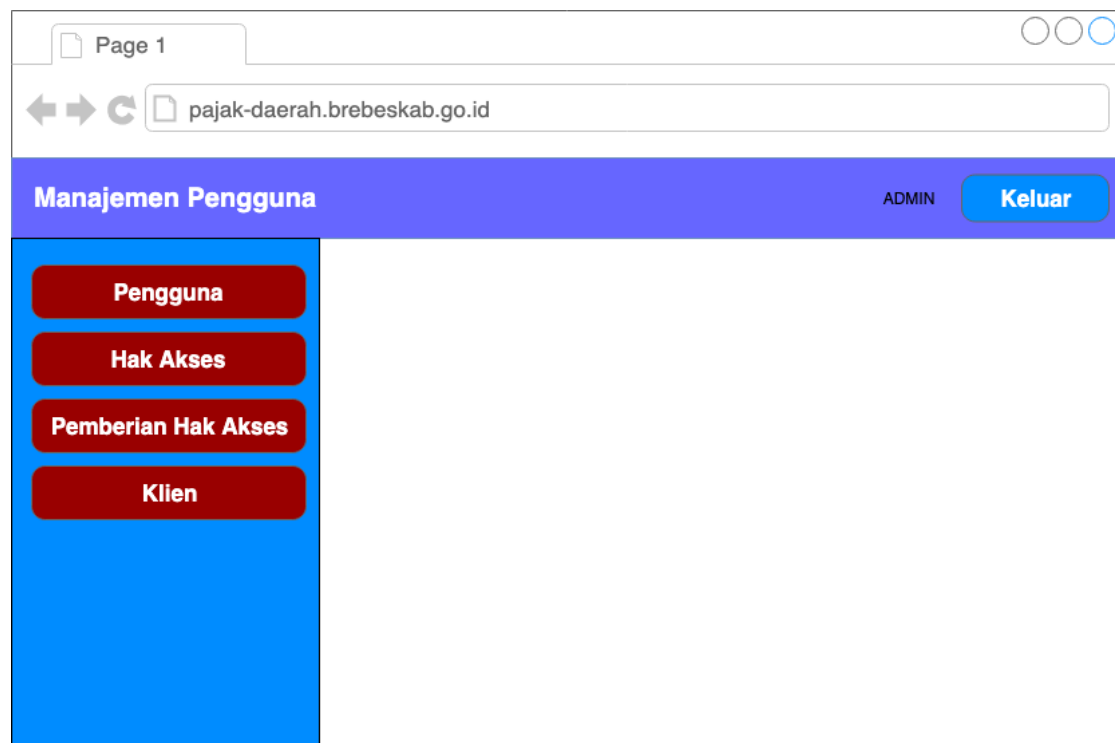 Page 1
pajak-daerah.brebeskab.go.id
Manajemen Pengguna
ADMIN
Keluar
Pengguna
Hak Akses
Pemberian Hak Akses
Klien